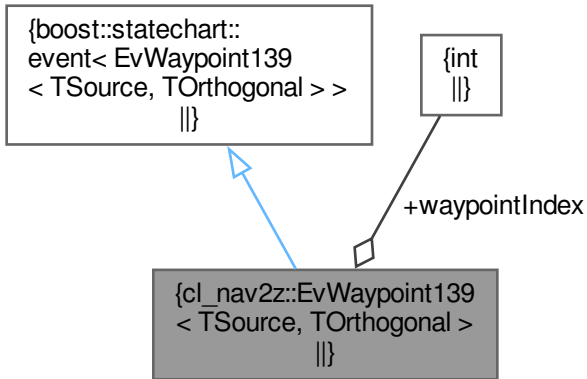 {boost::statechart::
event< EvWaypoint139
< TSource, TOrthogonal > >
||}
{int
||}
+waypointIndex
{cl_nav2z::EvWaypoint139
< TSource, TOrthogonal >
||}